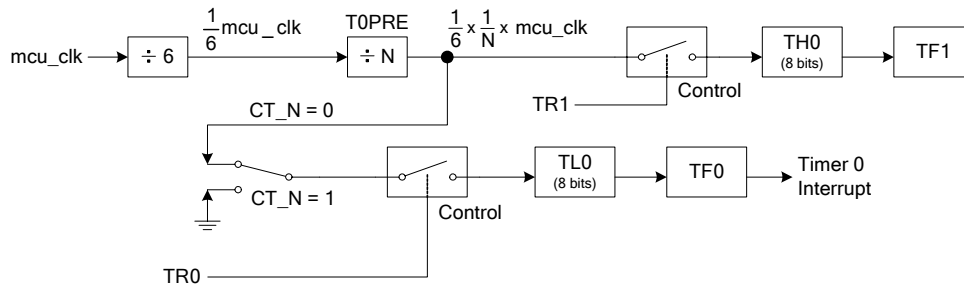 T0PRE
mcu_clk
÷ 6
1/6 mcu_clk
÷ N
1/6 x 1/N x mcu_clk
TH0
(8 bits)
TF1
TR1
Control
CT_N = 0
CT_N = 1
Control
TL0
(8 bits)
TF0
Timer 0
Interrupt
TR0